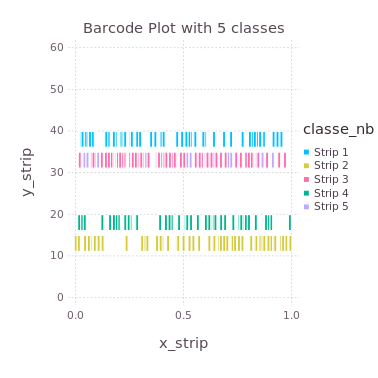 Barcode Plot with 5 classes
60
50
40
30
20
10
0
y_strip
0.0
0.5
1.0
x_strip
classe_nb
Strip 1
Strip 2
Strip 3
Strip 4
Strip 5